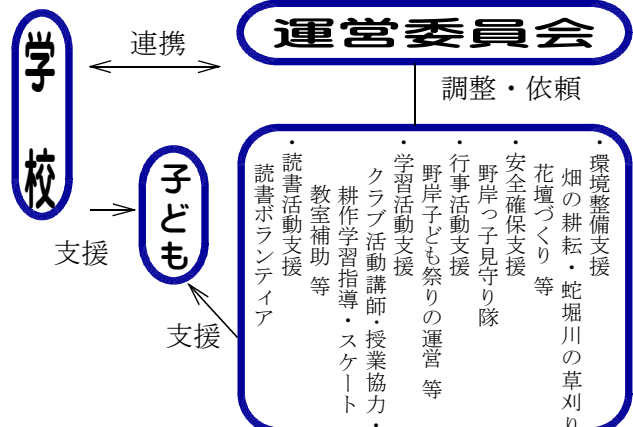 学校
連携
運営委員会
調整・依頼
子ども
支援
支援
・環境整備支援
畑の耕耘・蛇堀川の草刈り
花壇づくり 等
・安全確保支援
野岸っ子見守り隊
・行事活動支援
野岸子ども祭りの運営 等
・学習活動支援
クラブ活動講師・授業協力・
耕作学習指導・スケート
教室補助 等
・読書活動支援
読書ボランティア